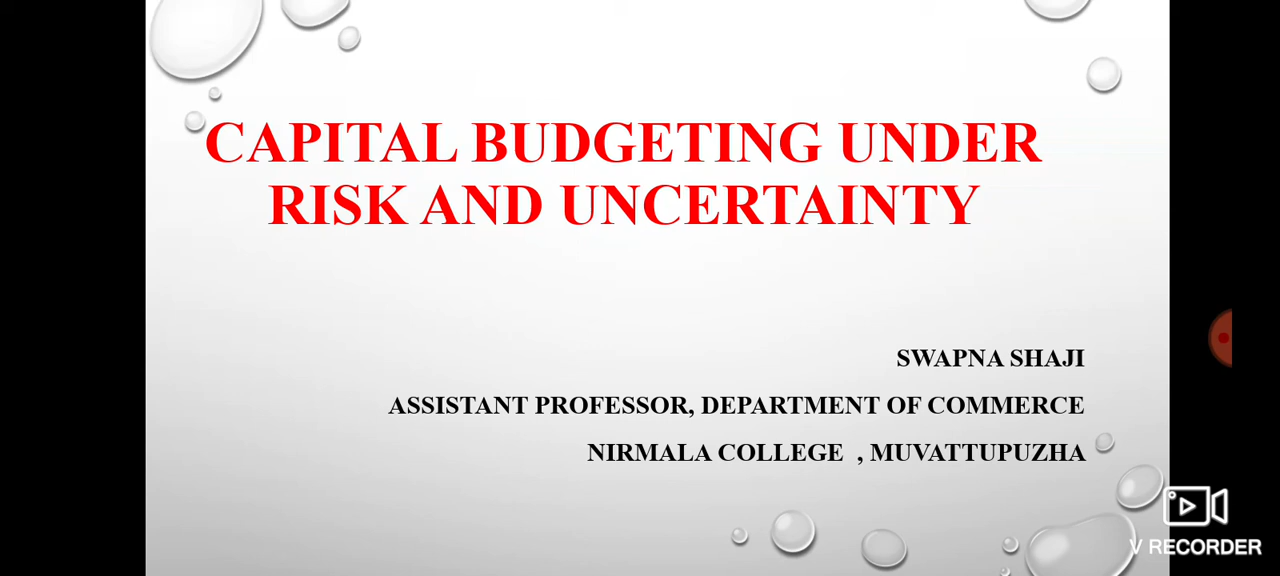 CAPITAL BUDGETING UNDER
RISK AND UNCERTAINTY
SWAPNA SHAJI
ASSISTANT PROFESSOR, DEPARTMENT OF COMMERCE
NIRMALA COLLEGE , MUVATTUPUZHA
V RECORDER